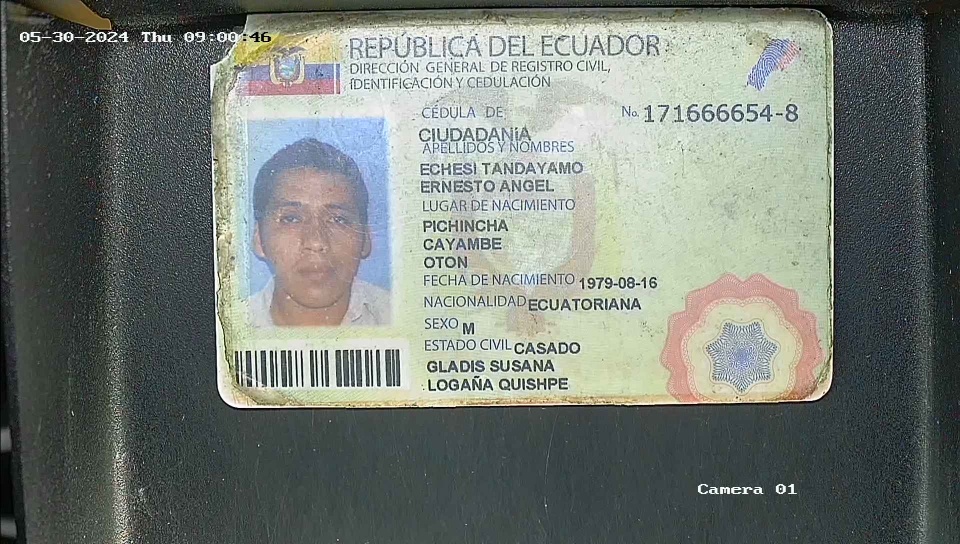 05-30-2024 Thu 09:00:46
REPÚBLICA DEL ECUADOR
DIRECCIÓN GENERAL DE REGISTRO CIVIL,
IDENTIFICACIÓN Y CEDULACIÓN
CÉDULA DE
No. 171666654-8
CIUDADANIA
APELLIDOS Y NOMBRES
ECHESI TANDAYAMO
ERNESTO ANGEL
LUGAR DE NACIMIENTO
PICHINCHA
CAYAMBE
OTON
FECHA DE NACIMIENTO 1979-08-16
NACIONALIDAD ECUATORIANA
SEXO M
ESTADO CIVIL CASADO
GLADIS SUSANA
LOGAÑA QUISHPE
Camera 01